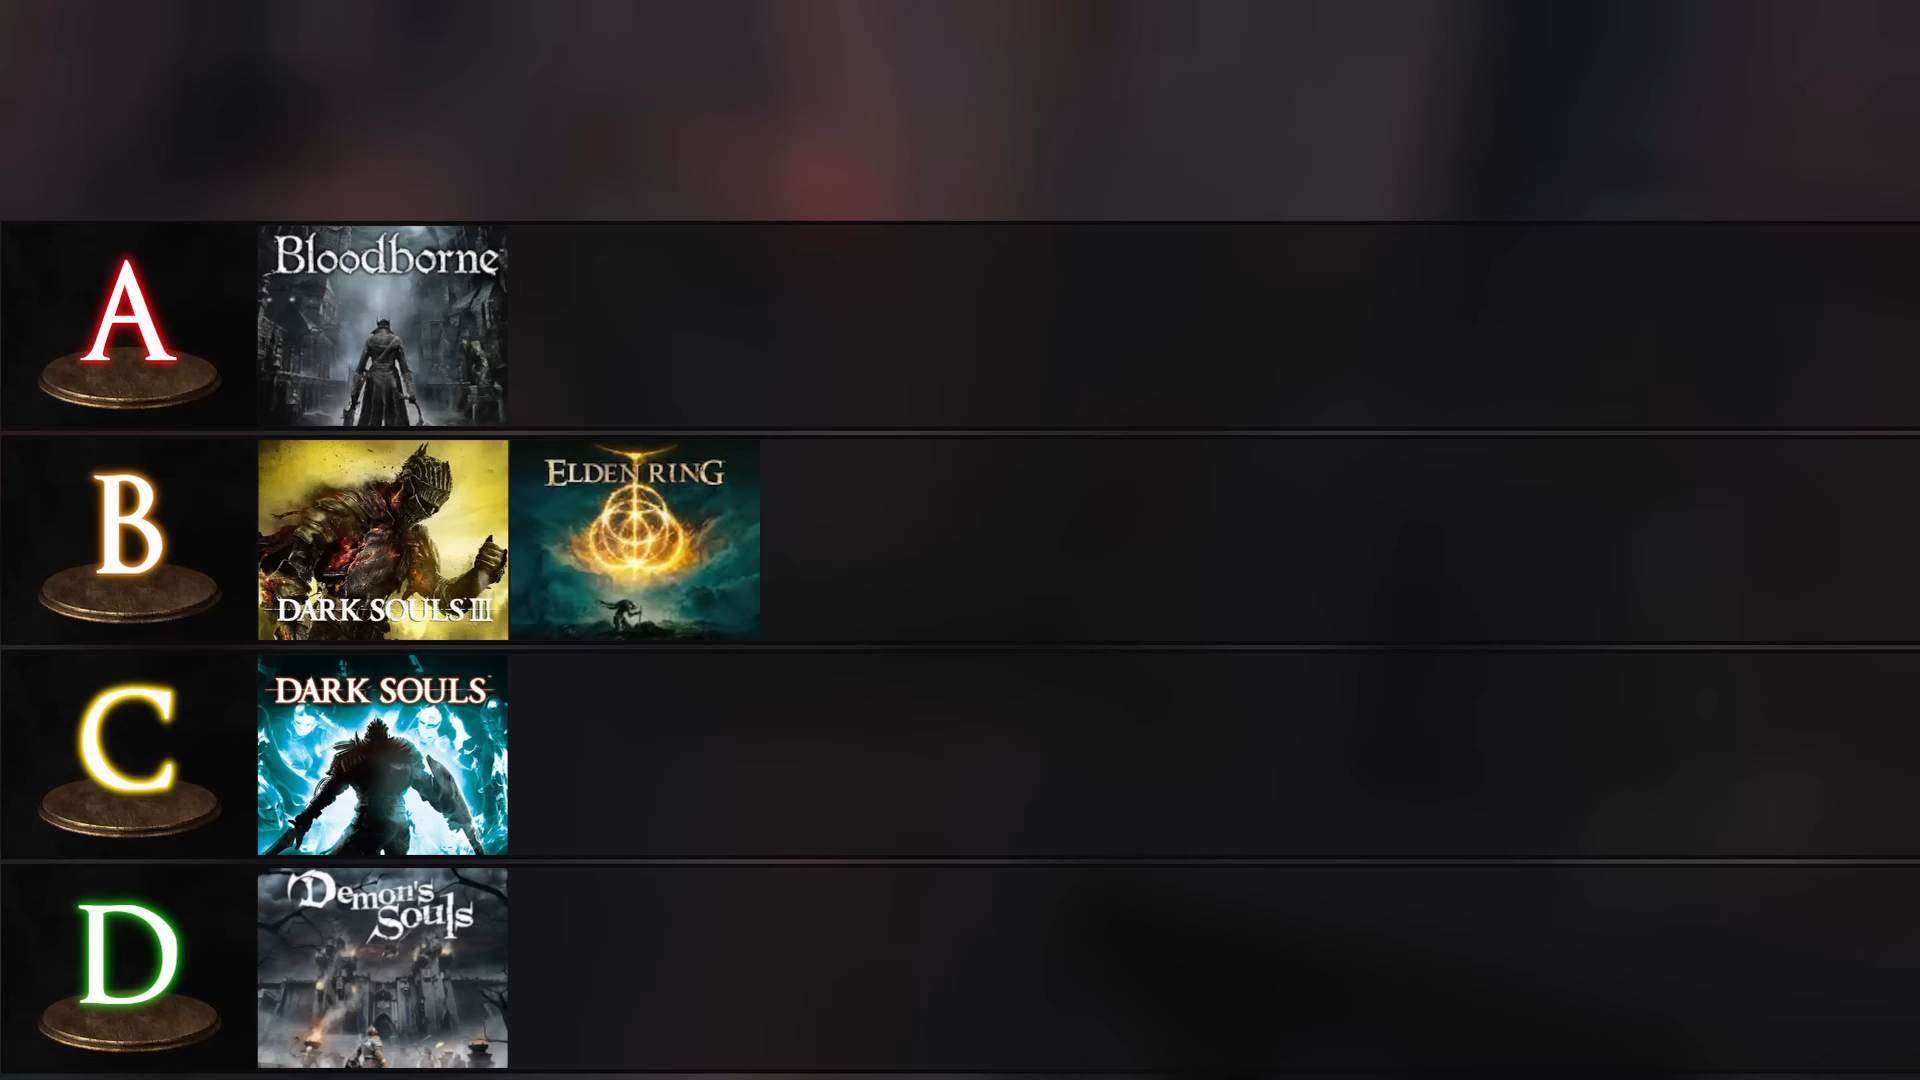 A
Bloodborne
B
DARK SOULS III
ELDEN RING
C
DARK SOULS
D
Demon's
Souls